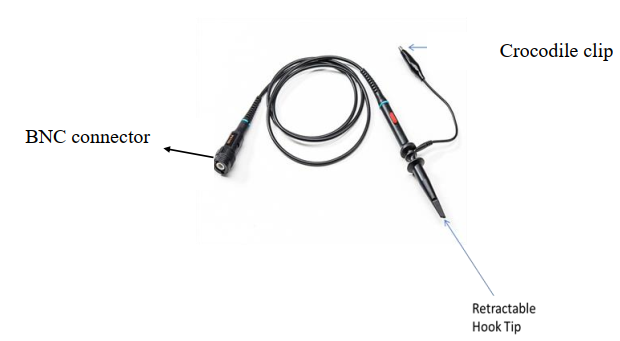 Crocodile clip
BNC connector
Retractable
Hook Tip